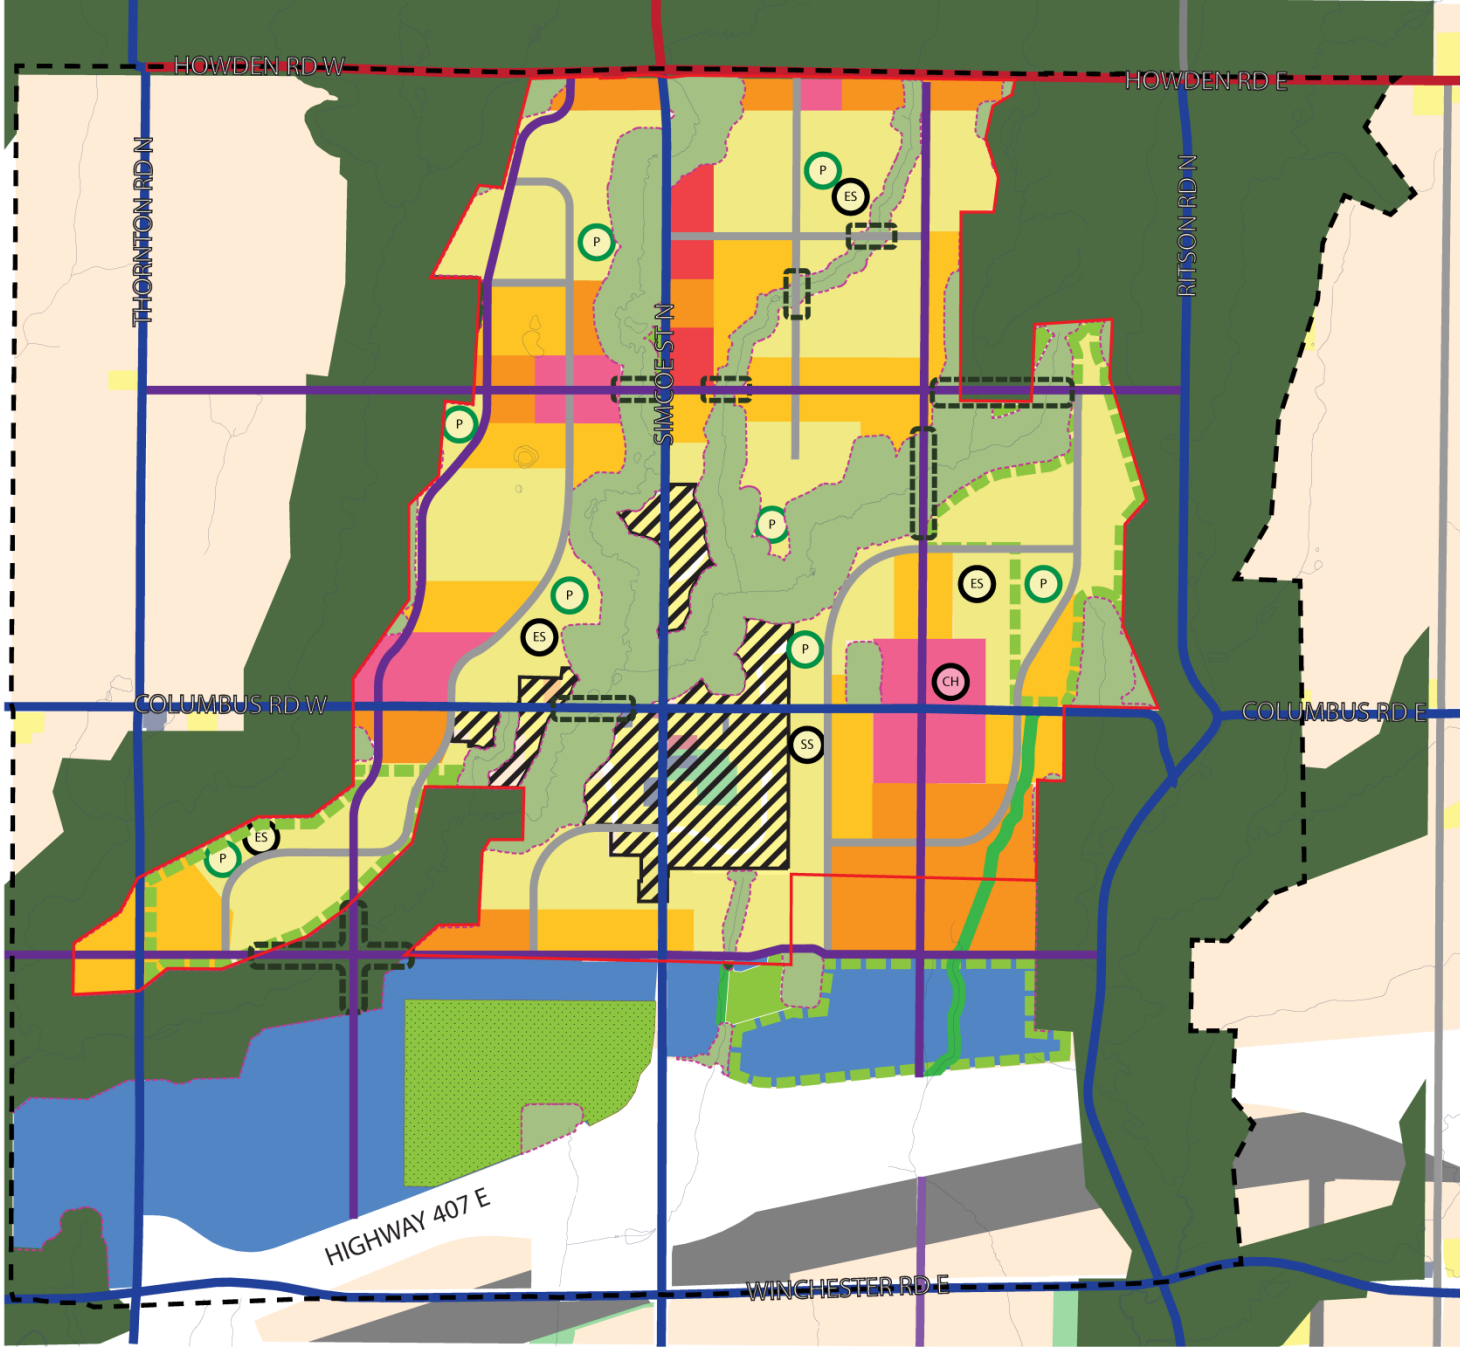 HOWDEN RD W
HOWDEN RD E
THORNTON RD N
RITSON RD N
P
ES
P
SIMCOE ST N
P
P
P
ES
P
ES
P
CH
COLUMBUS RD W
COLUMBUS RD E
SS
ES
P
HIGHWAY 407 E
WINCHESTER RD E